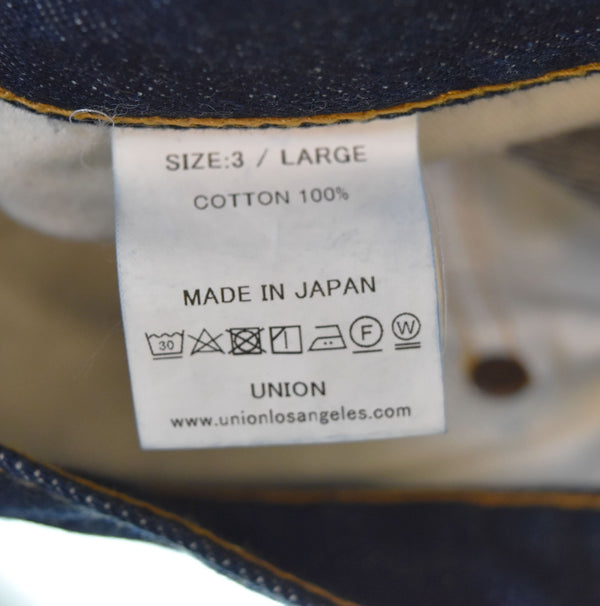 SIZE:3 / LARGE
COTTON 100%
MADE IN JAPAN
30 F W
UNION
www.unionlosangeles.com